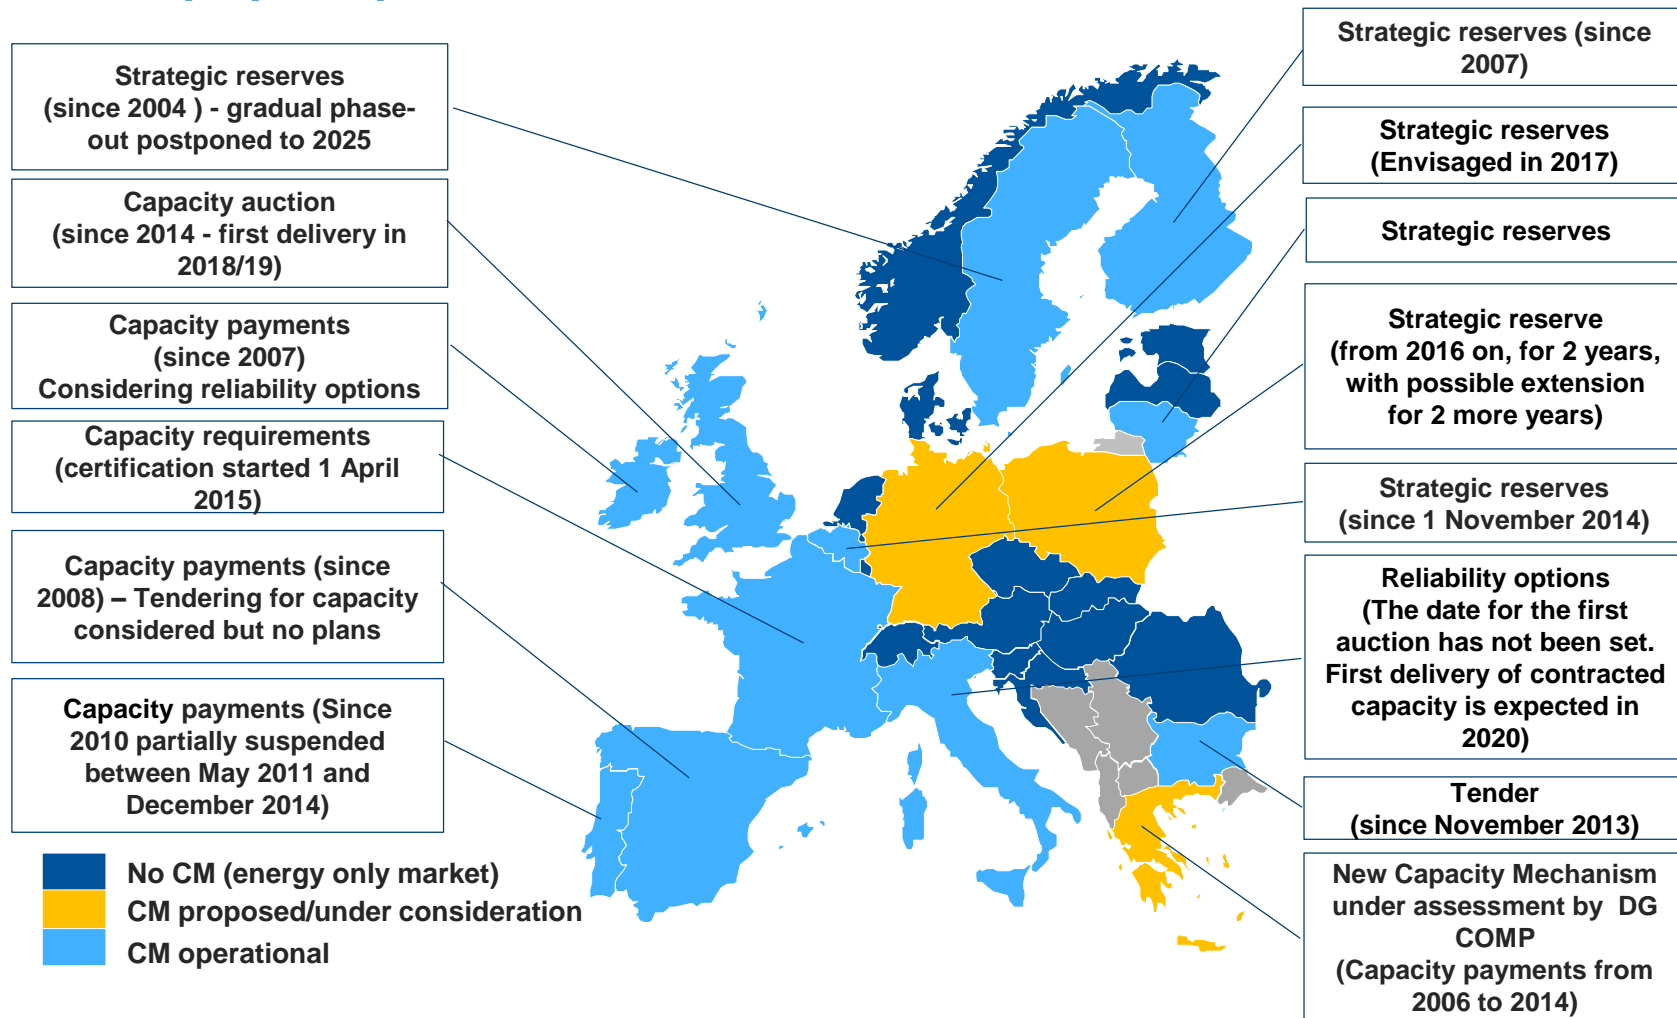 Strategic reserves
(since 2004 ) - gradual phase-
out postponed to 2025
Capacity auction
(since 2014 - first delivery in
2018/19)
Capacity payments
(since 2007)
Considering reliability options
Capacity requirements
(certification started 1 April
2015)
Capacity payments (since
2008) – Tendering for capacity
considered but no plans
Capacity payments (Since
2010 partially suspended
between May 2011 and
December 2014)
No CM (energy only market)
CM proposed/under consideration
CM operational
Strategic reserves (since
2007)
Strategic reserves
(Envisaged in 2017)
Strategic reserves
Strategic reserve
(from 2016 on, for 2 years,
with possible extension
for 2 more years)
Strategic reserves
(since 1 November 2014)
Reliability options
(The date for the first
auction has not been set.
First delivery of contracted
capacity is expected in
2020)
Tender
(since November 2013)
New Capacity Mechanism
under assessment by DG
COMP
(Capacity payments from
2006 to 2014)